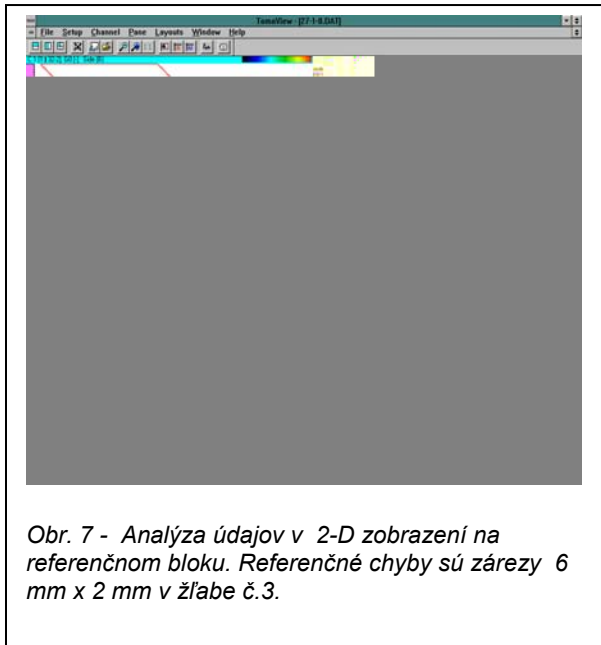 TomoView - [27-1-8.DAT]
File Setup Channel Pane Layouts Window Help
Obr. 7 - Analýza údajov v 2-D zobrazení na
referenčnom bloku. Referenčné chyby sú zárezy 6
mm x 2 mm v žľabe č.3.